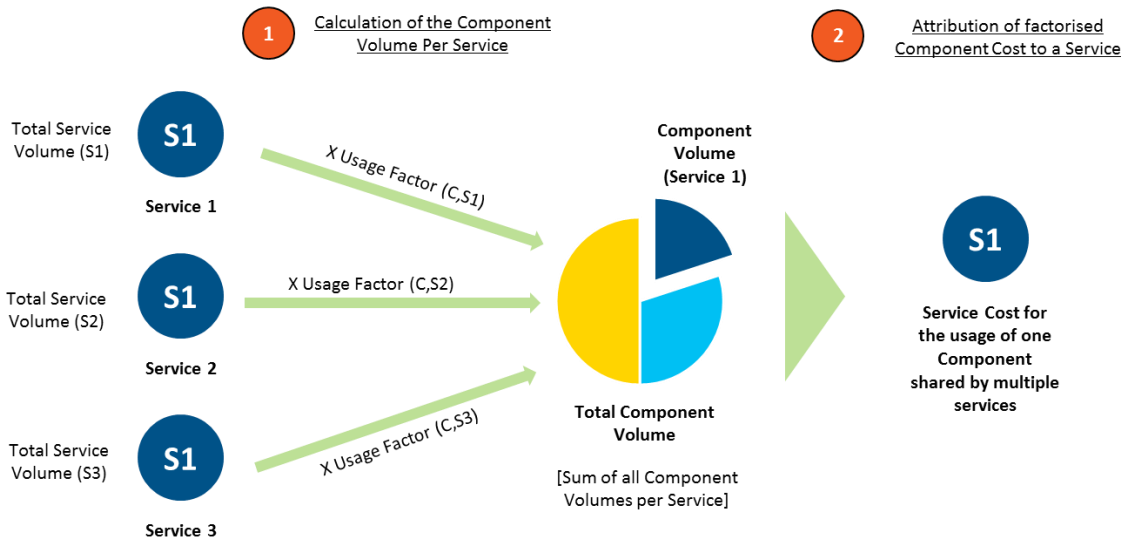 1
Calculation of the Component
Volume Per Service
2
Attribution of factorised
Component Cost to a Service
Total Service
Volume (S1)
S1
Service 1
X Usage Factor (C,S1)
Total Service
Volume (S2)
S1
Service 2
X Usage Factor (C,S2)
Total Service
Volume (S3)
S1
Service 3
X Usage Factor (C,S3)
Component
Volume
(Service 1)
Total Component
Volume
[Sum of all Component
Volumes per Service]
S1
Service Cost for
the usage of one
Component
shared by multiple
services